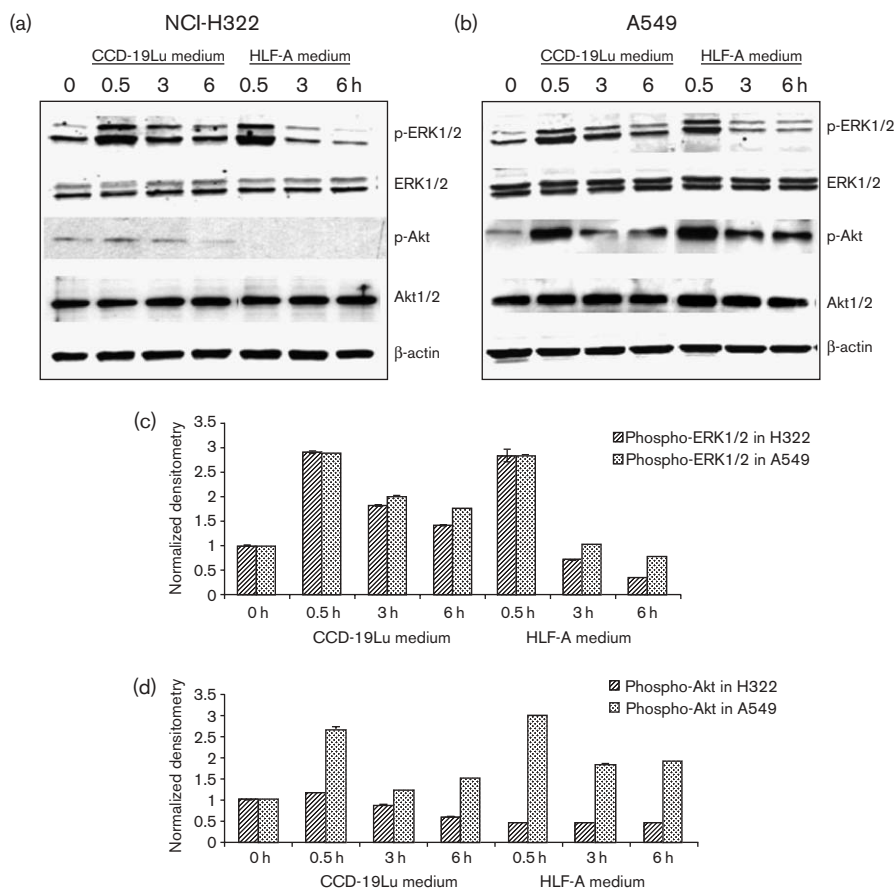 (a) NCI-H322
CCD-19Lu medium HLF-A medium
0 0.5 3 6 0.5 3 6 h
p-ERK1/2
ERK1/2
p-Akt
Akt1/2
β-actin
(b) A549
CCD-19Lu medium HLF-A medium
0 0.5 3 6 0.5 3 6 h
p-ERK1/2
ERK1/2
p-Akt
Akt1/2
β-actin
(c)
Normalized densitometry
3.5
3
2.5
2
1.5
1
0.5
0
Phospho-ERK1/2 in H322
Phospho-ERK1/2 in A549
0 h 0.5 h 3 h 6 h 0.5 h 3 h 6 h
CCD-19Lu medium HLF-A medium
(d)
Normalized densitometry
3.5
3
2.5
2
1.5
1
0.5
0
Phospho-Akt in H322
Phospho-Akt in A549
0 h 0.5 h 3 h 6 h 0.5 h 3 h 6 h
CCD-19Lu medium HLF-A medium